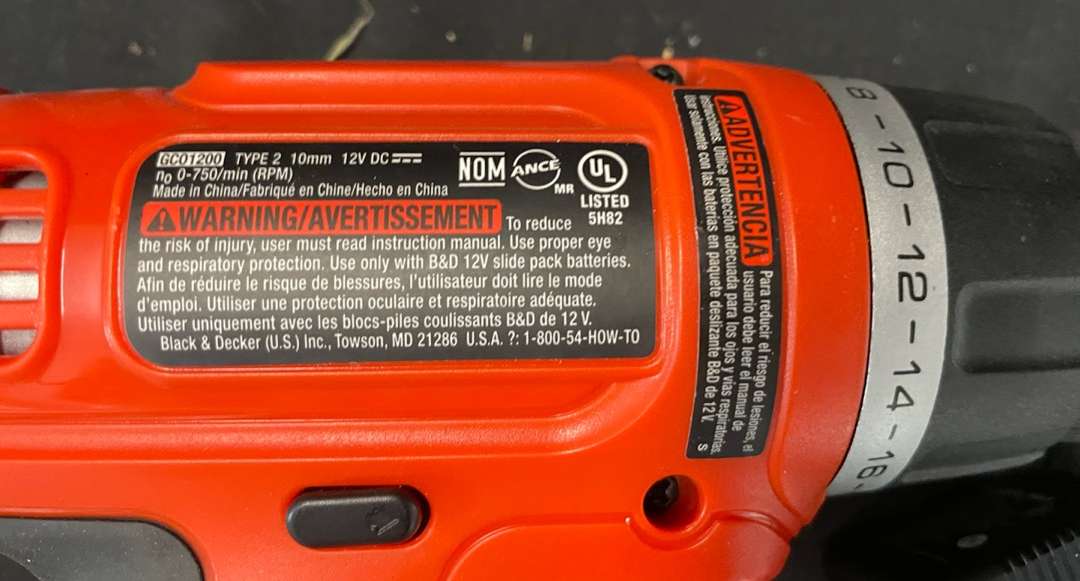 GCO1200 TYPE 2 10mm 12V DC
n₀ 0-750/min (RPM)
Made in China/Fabriqué en Chine/Hecho en China
NOM ANCE MR
UL
LISTED
5H82
WARNING/AVERTISSEMENT To reduce
the risk of injury, user must read instruction manual. Use proper eye
and respiratory protection. Use only with B&D 12V slide pack batteries.
Afin de réduire le risque de blessures, l'utilisateur doit lire le mode
d'emploi. Utiliser une protection oculaire et respiratoire adéquate.
Utiliser uniquement avec les blocs-piles coulissants B&D de 12 V.
Black & Decker (U.S.) Inc., Towson, MD 21286 U.S.A. ?: 1-800-54-HOW-TO
ADVERTENCIA Para reducir el riesgo de lesiones, el
usuario debe leer el manual de
instrucciones. Utilice protección adecuada para los ojos y vías respiratorias.
Usar solamente con las baterías en paquete deslizante B&D de 12 V. S
8 - 10 - 12 - 14 - 16